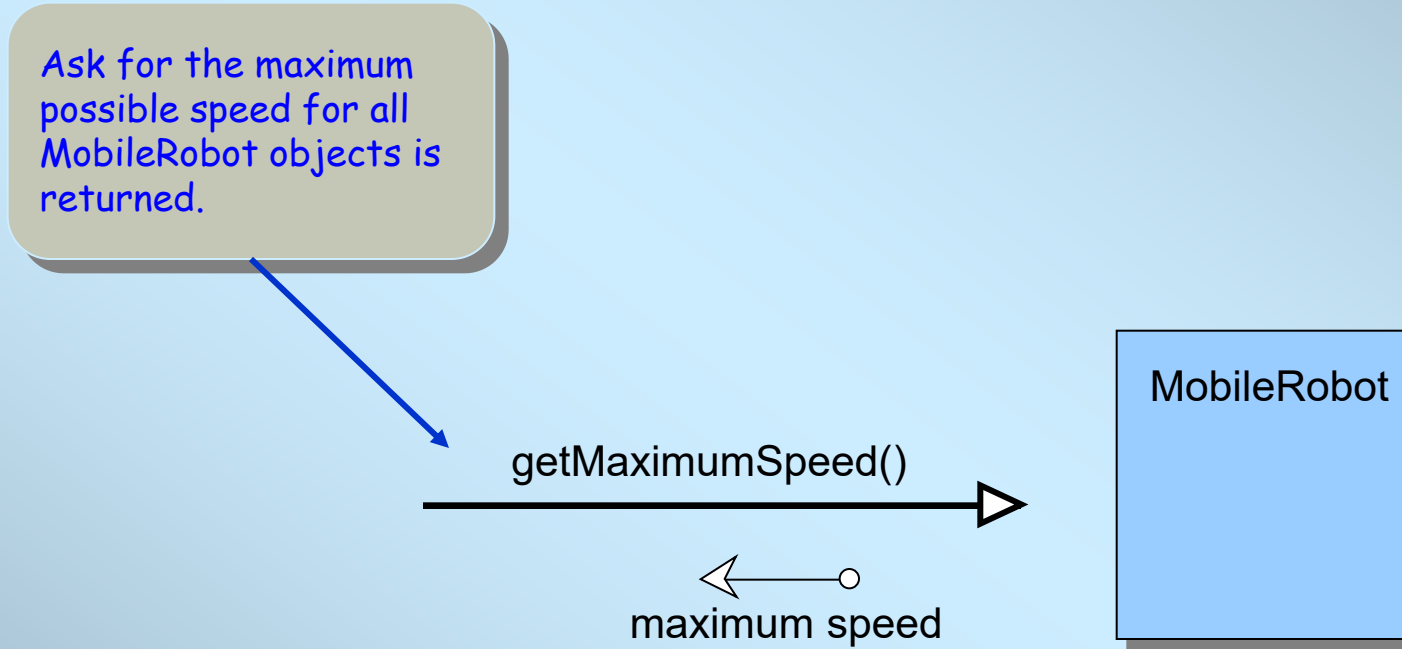 Ask for the maximum
possible speed for all
MobileRobot objects is
returned.
MobileRobot
getMaximumSpeed()
maximum speed